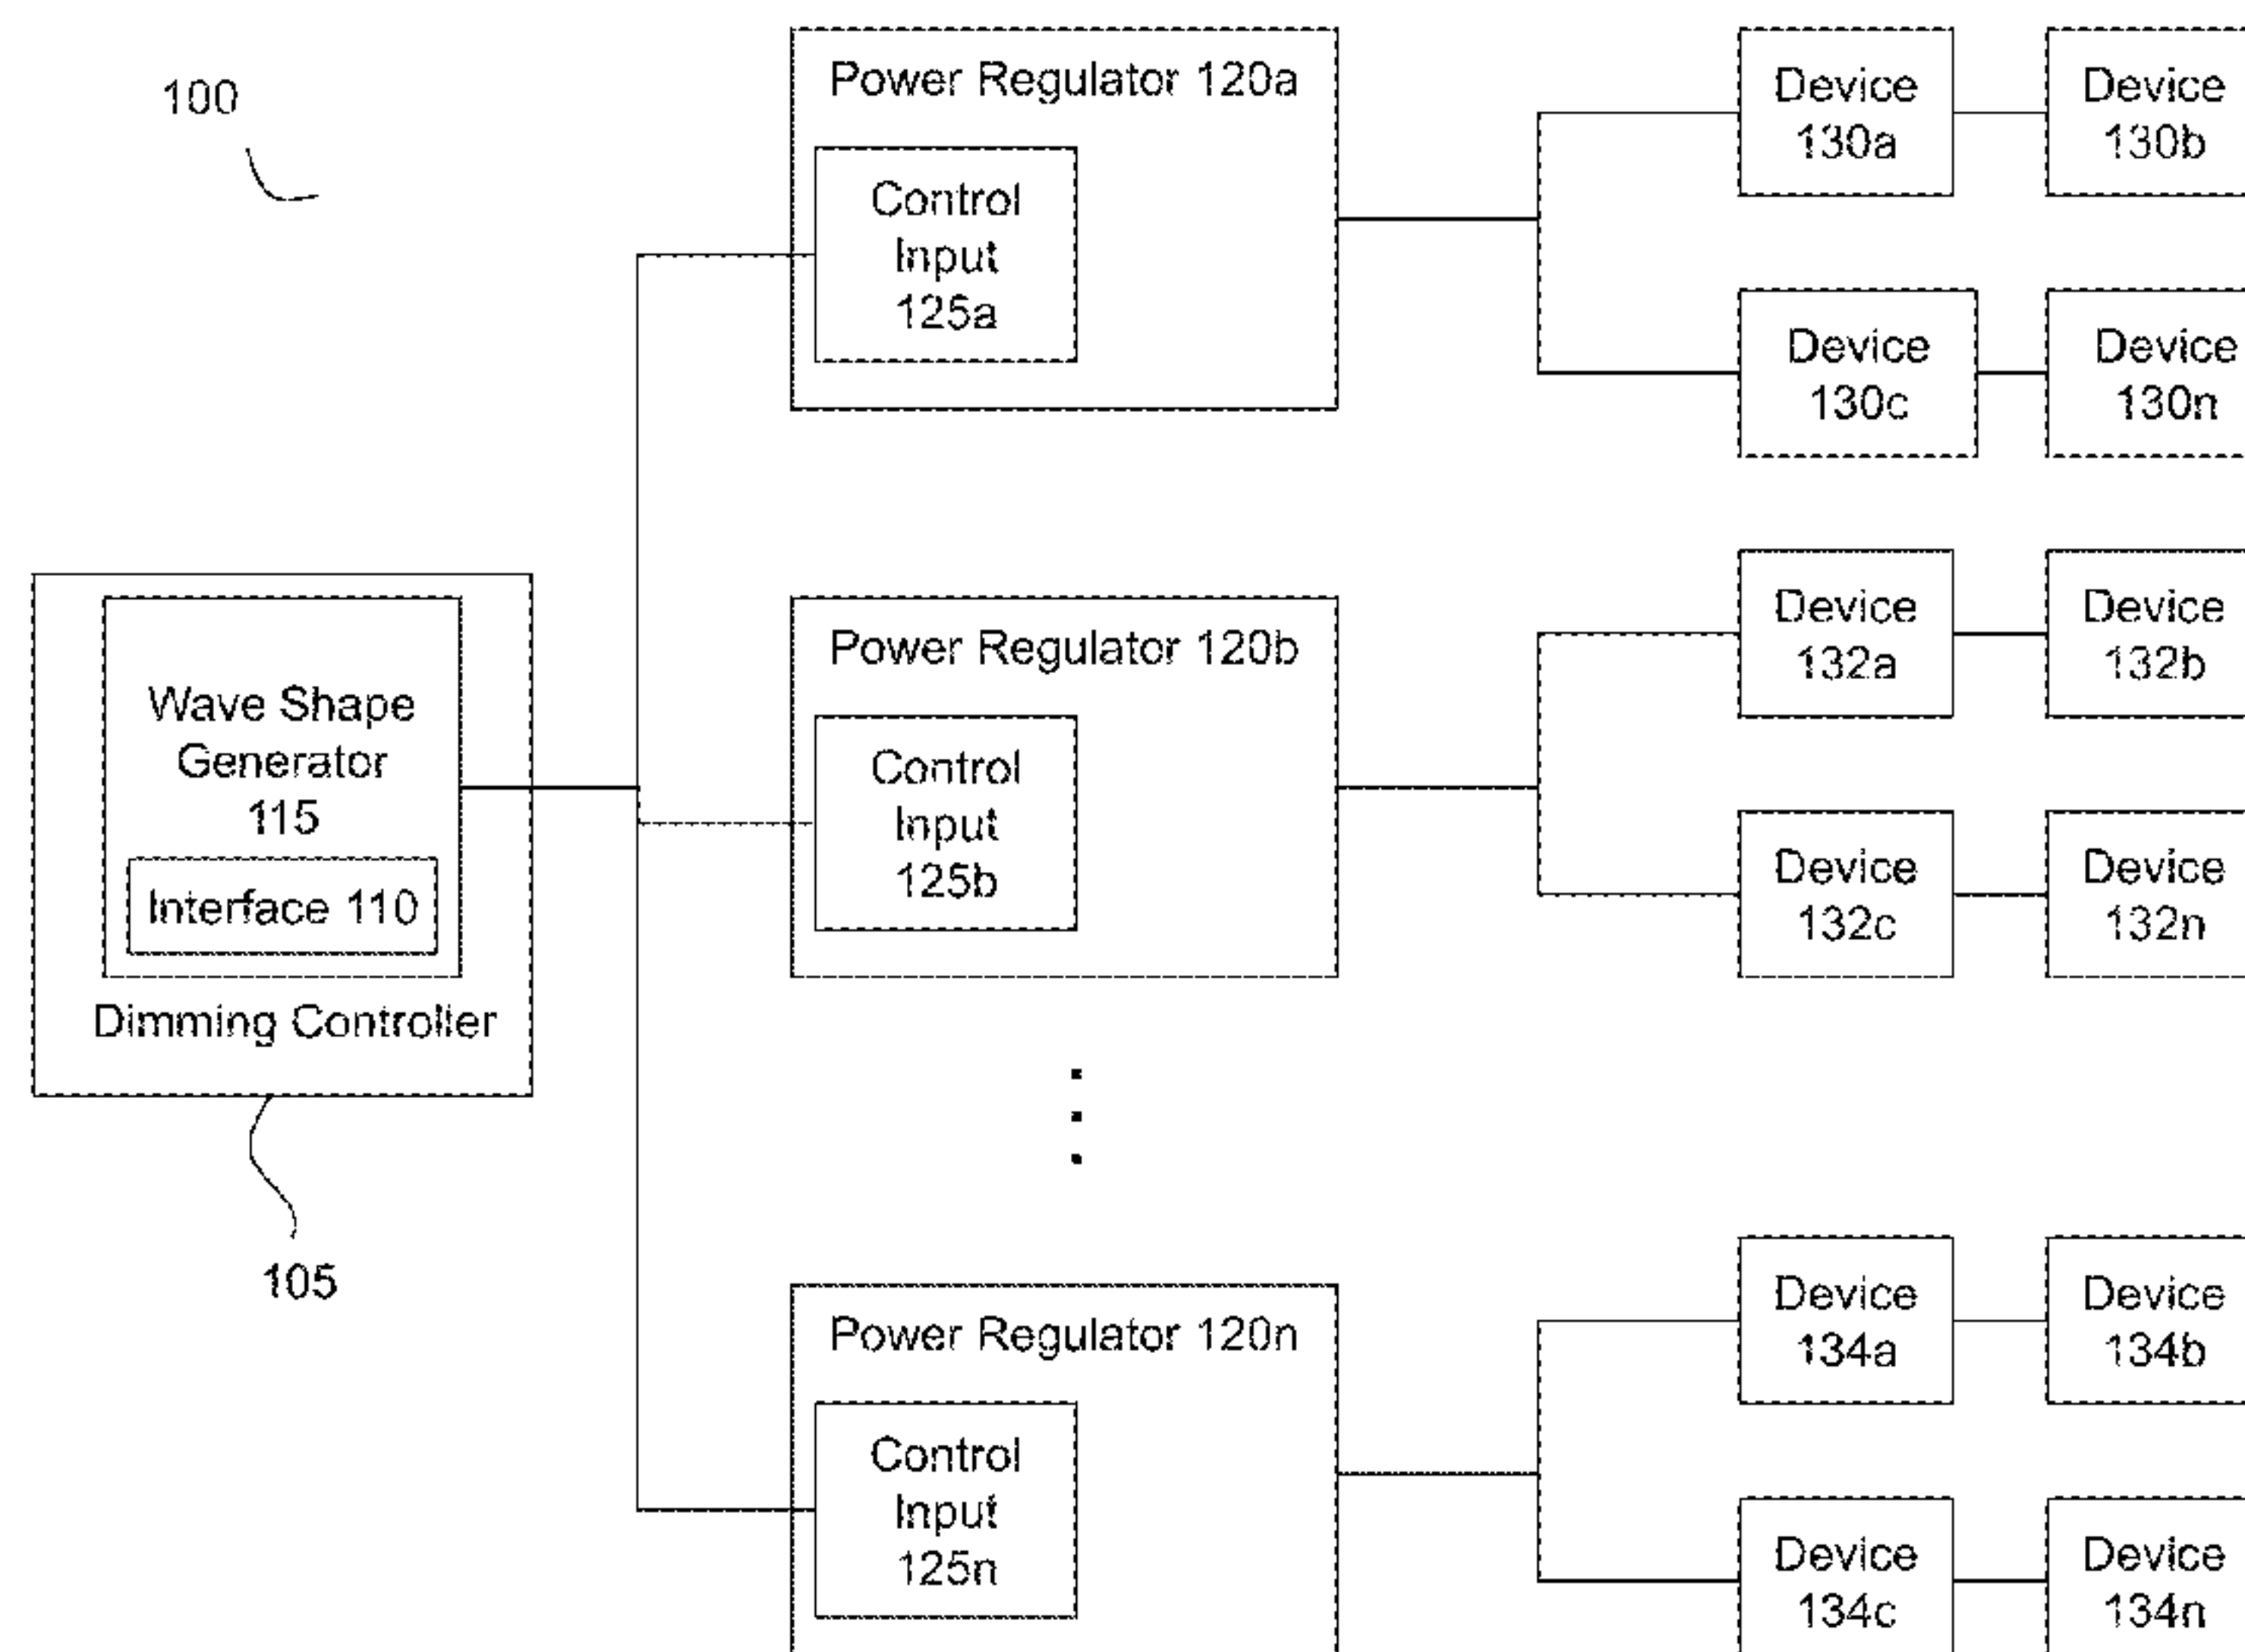 100
Power Regulator 120a
Control
Input
125a
Device
130a
Device
130b
Device
130c
Device
130n
Wave Shape
Generator
115
Interface 110
Dimming Controller
105
Power Regulator 120b
Control
Input
125b
Device
132a
Device
132b
Device
132c
Device
132n
Power Regulator 120n
Control
Input
125n
Device
134a
Device
134b
Device
134c
Device
134n